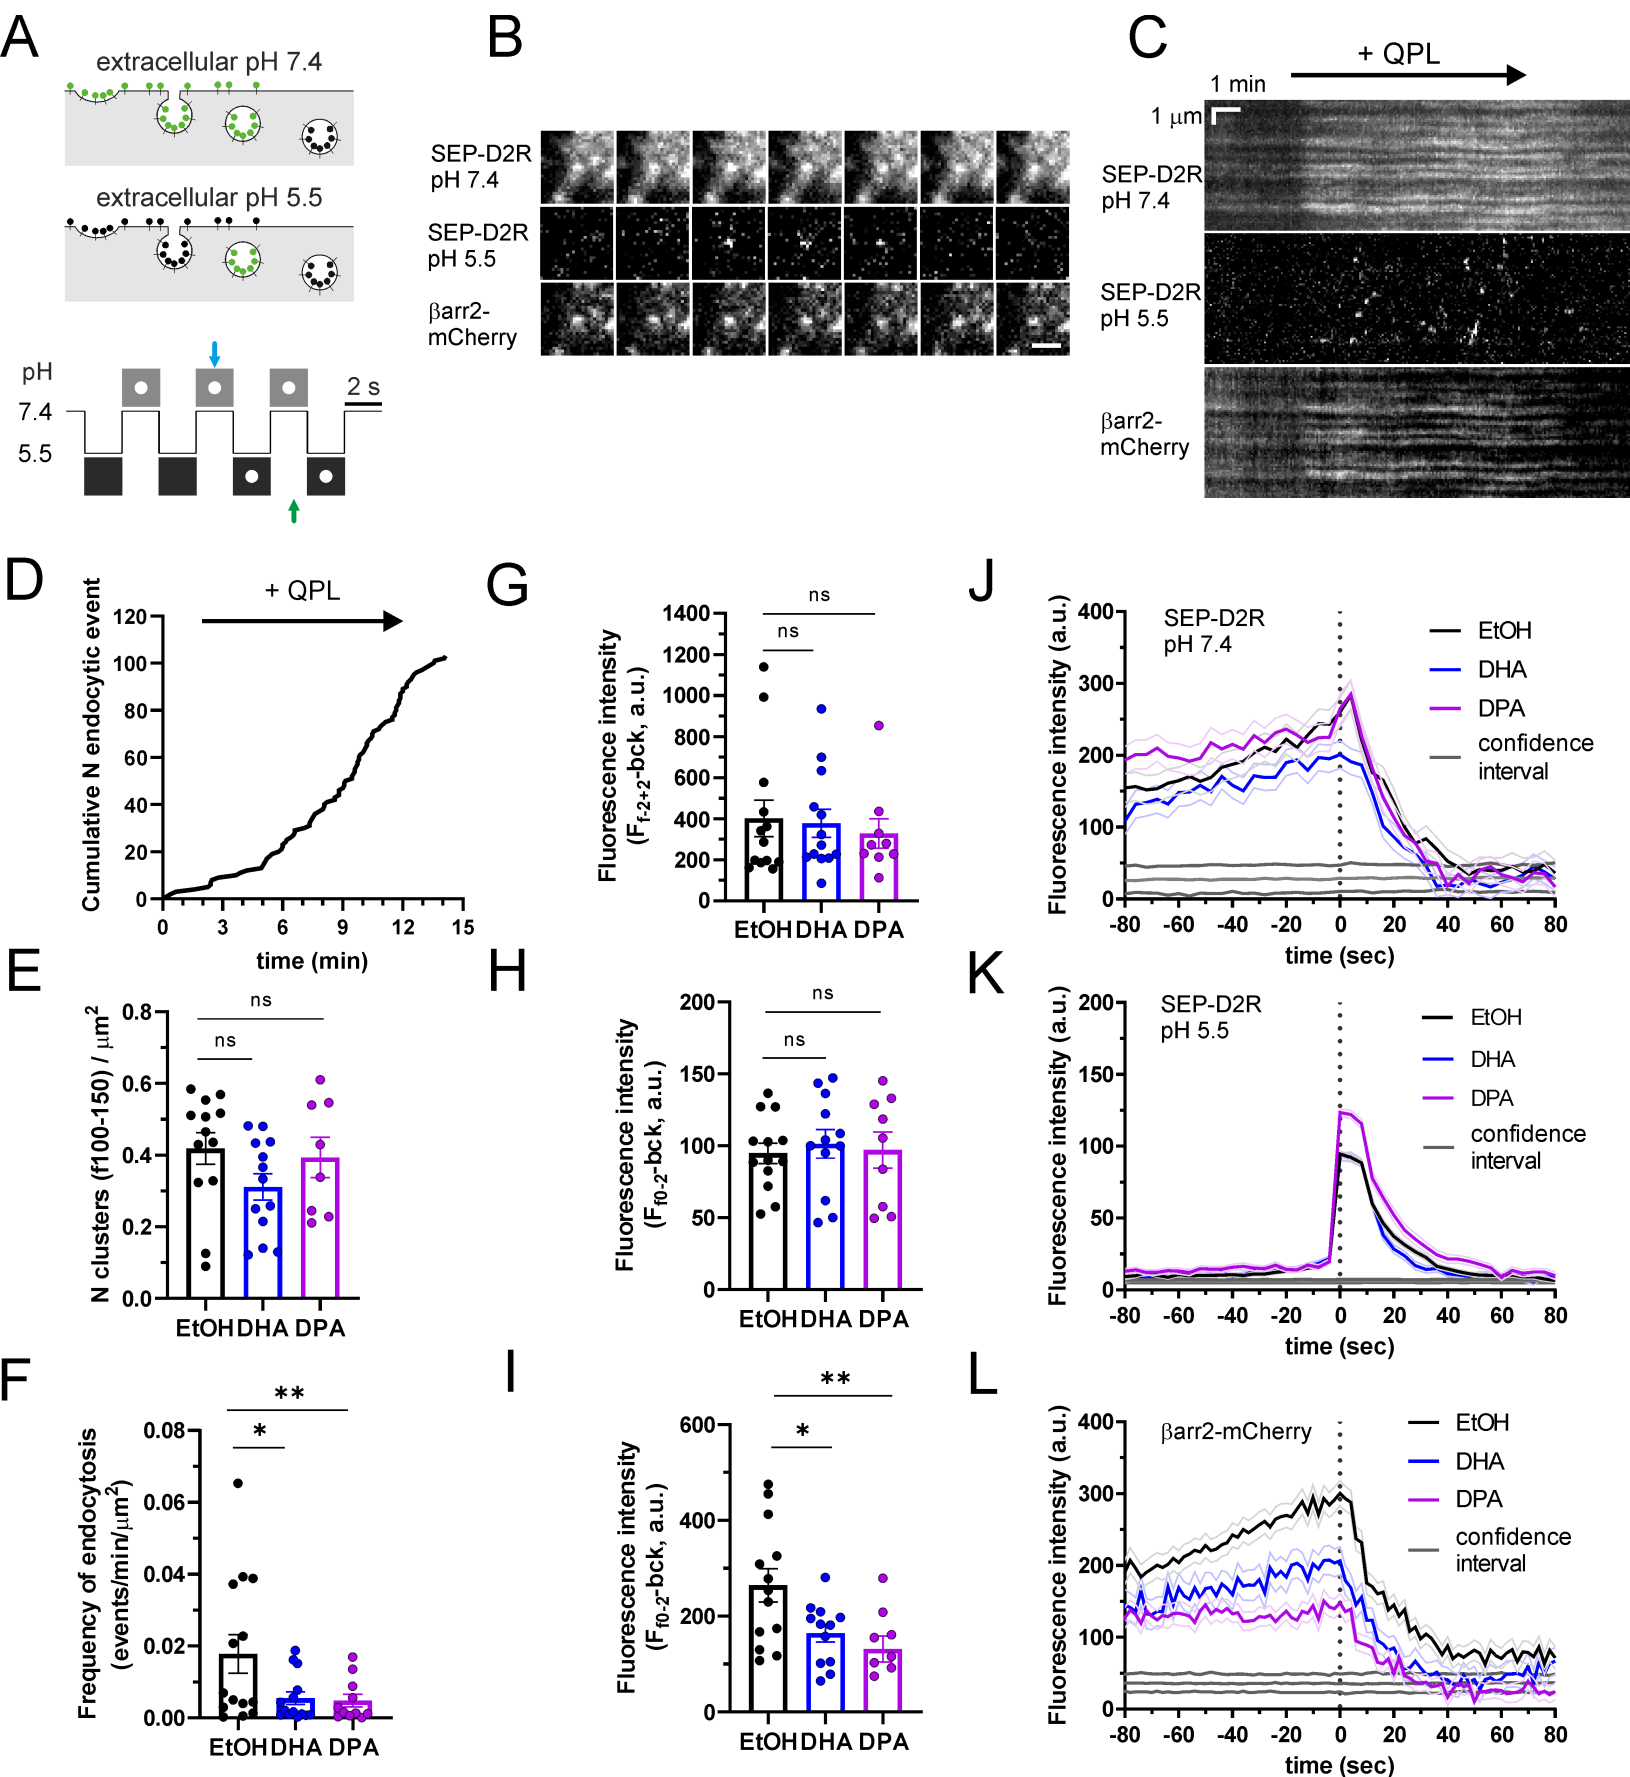 A
extracellular pH 7.4
extracellular pH 5.5
pH
7.4
5.5
2 s
B
SEP-D2R
pH 7.4
SEP-D2R
pH 5.5
βarr2-
mCherry
C
+ QPL
1 min
1 μm
SEP-D2R
pH 7.4
SEP-D2R
pH 5.5
βarr2-
mCherry
D
+ QPL
Cumulative N endocytic event
120
100
80
60
40
20
0
0 3 6 9 12 15
time (min)
E
N clusters (f100-150) / μm2
ns
ns
0.8
0.6
0.4
0.2
0.0
EtOH DHA DPA
F
Frequency of endocytosis
(events/min/μm2)
**
*
0.08
0.06
0.04
0.02
0.00
EtOH DHA DPA
G
Fluorescence intensity
(Ff-2+2-bck, a.u.)
ns
ns
1400
1200
1000
800
600
400
200
0
EtOH DHA DPA
H
Fluorescence intensity
(Ff0-2-bck, a.u.)
ns
ns
200
150
100
50
0
EtOH DHA DPA
I
Fluorescence intensity
(Ff0-2-bck, a.u.)
**
*
600
400
200
0
EtOH DHA DPA
J
Fluorescence intensity (a.u.)
SEP-D2R
pH 7.4
EtOH
DHA
DPA
confidence
interval
400
300
200
100
0
-80 -60 -40 -20 0 20 40 60 80
time (sec)
K
Fluorescence intensity (a.u.)
SEP-D2R
pH 5.5
EtOH
DHA
DPA
confidence
interval
200
150
100
50
0
-80 -60 -40 -20 0 20 40 60 80
time (sec)
L
Fluorescence intensity (a.u.)
βarr2-mCherry
EtOH
DHA
DPA
confidence
interval
400
300
200
100
0
-80 -60 -40 -20 0 20 40 60 80
time (sec)